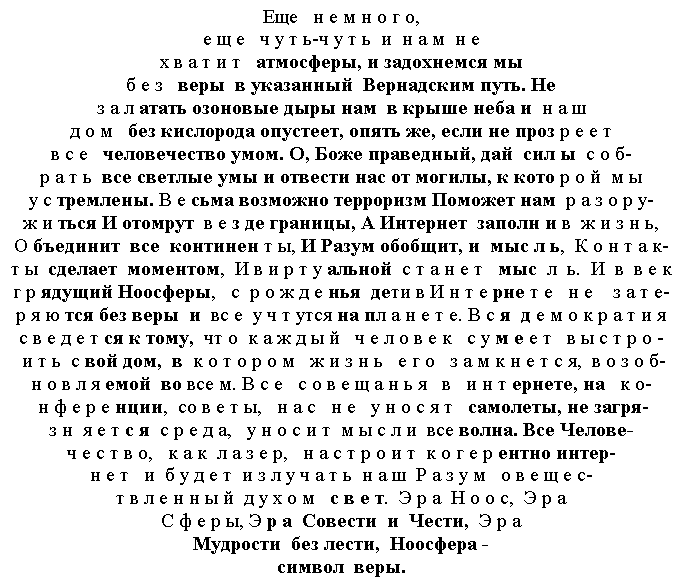 Еще немного,
еще чуть-чуть и нам не
хватит атмосферы, и задохнемся мы
без веры в указанный Вернадским путь. Не
залатать озоновые дыры нам в крыше неба и наш
дом без кислорода опустеет, опять же, если не прозреет
все человечество умом. О, Боже праведный, дай силы соб-
рать все светлые умы и отвести нас от могилы, к которой мы
устремлены. Весьма возможно терроризм Поможет нам разору-
житься И отомрут везде границы, А Интернет заполнив жизнь,
Объединит все континенты, И Разум обобщит, и мысль, Контак-
ты сделает моментом, И виртуальной станет мысль. И в век
грядущий Ноосферы, с рожденья дети в Интернете не зате-
ряются без веры и все учтутся на планете. Вся демократия
сведется к тому, что каждый человек сумеет выстро-
ить свой дом, в котором жизнь его замкнется, возоб-
новляемой во всем. Все совещанья в интернете, на ко-
нференции, советы, нас не уносят самолеты, не загря-
зняется среда, уносит мысли все волна. Все Челове-
чество, как лазер, настроит когерентно интер-
нет и будет излучать наш Разум овещес-
твленный духом свет. Эра Ноос, Эра
Сферы, Эра Совести и Чести, Эра
Мудрости без лести, Ноосфера -
символ веры.